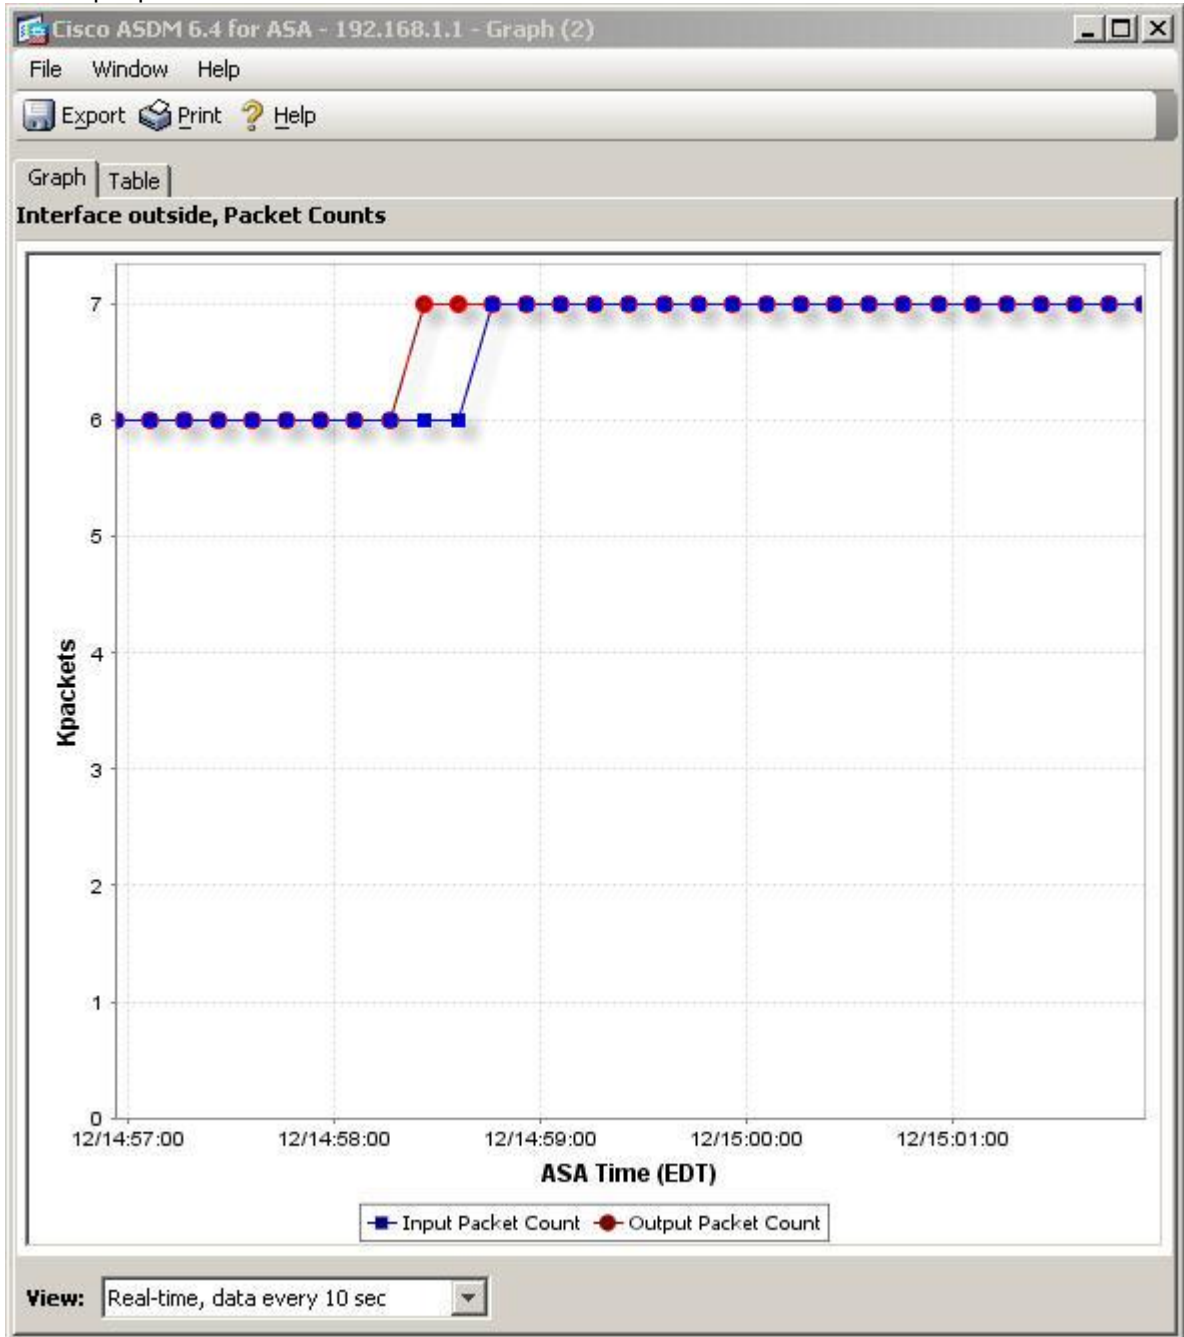 Cisco ASDM 6.4 for ASA - 192.168.1.1 - Graph (2)
File Window Help
Export Print Help
Graph Table
Interface outside, Packet Counts
7
6
5
4
3
2
1
0
Kpackets
12/14:57:00 12/14:58:00 12/14:59:00 12/15:00:00 12/15:01:00
ASA Time (EDT)
Input Packet Count Output Packet Count
View: Real-time, data every 10 sec